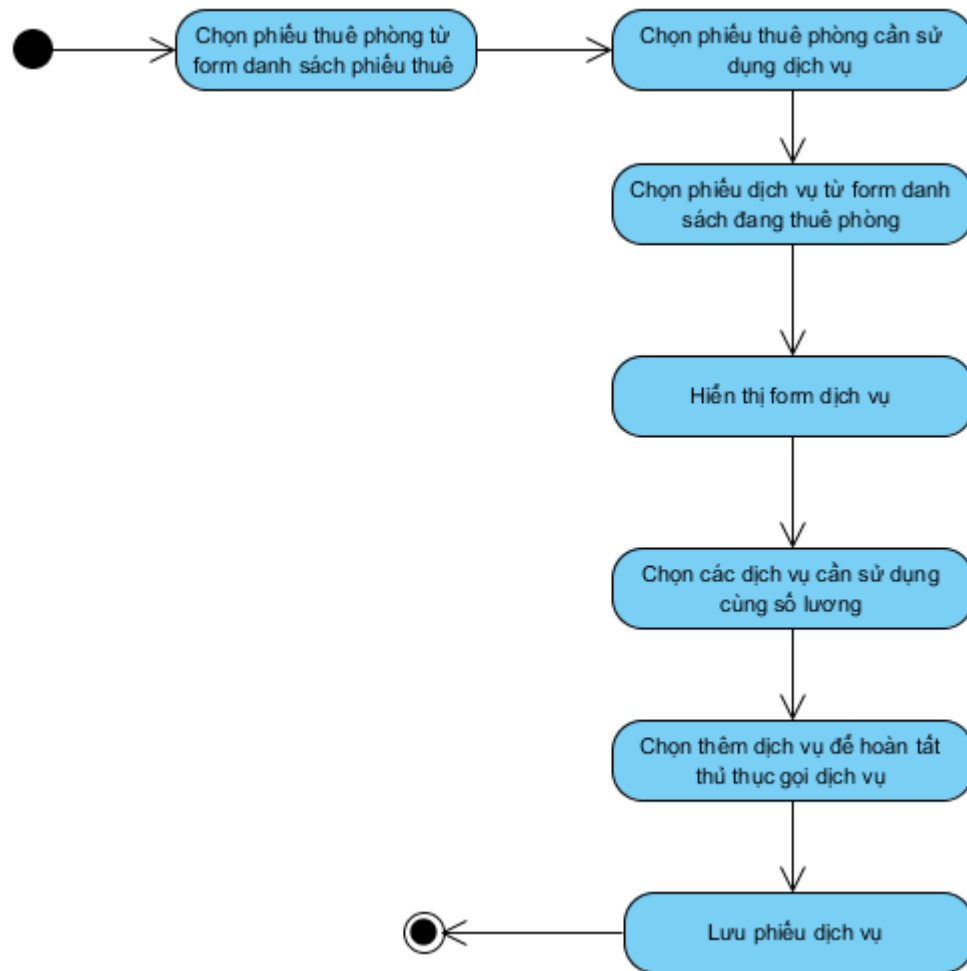 Chọn phiếu thuê phòng từ
form danh sách phiếu thuê
Chọn phiếu thuê phòng cần sử
dụng dịch vụ
Chọn phiếu dịch vụ từ form danh
sách đang thuê phòng
Hiển thị form dịch vụ
Chọn các dịch vụ cần sử dụng
cùng số lương
Chọn thêm dịch vụ để hoàn tất
thủ thục gọi dịch vụ
Lưu phiếu dịch vụ